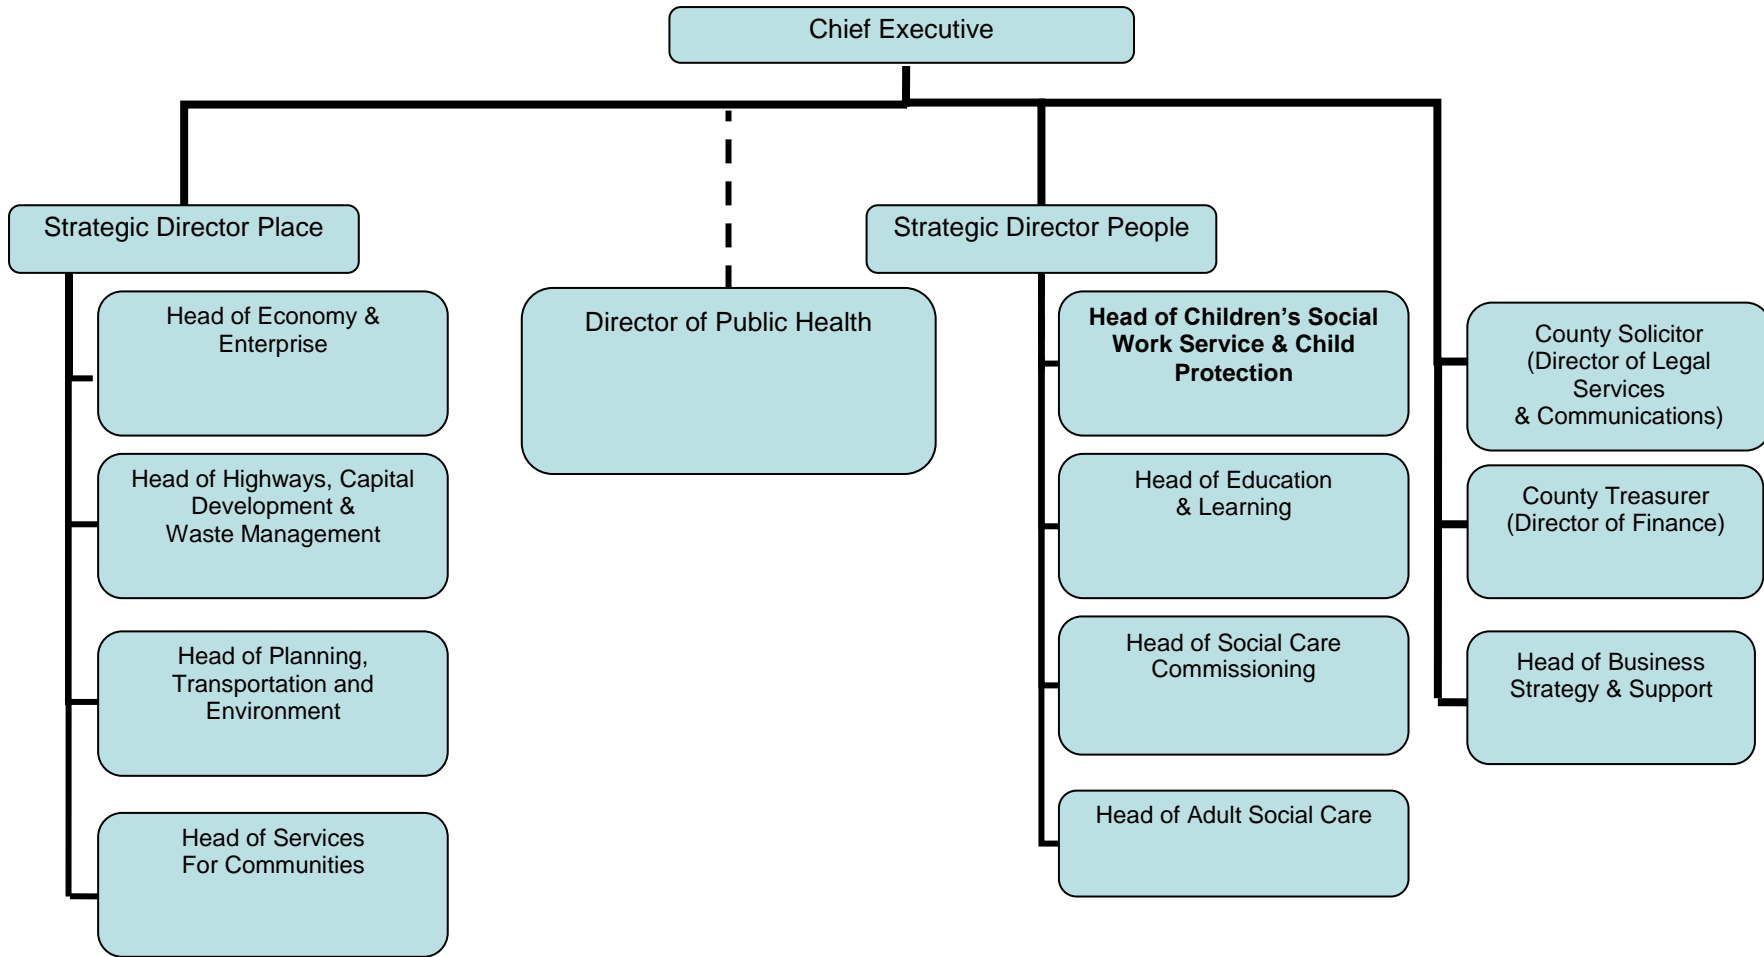 Chief Executive
Strategic Director Place
Strategic Director People
Head of Economy &
Enterprise
Director of Public Health
Head of Children’s Social
Work Service & Child
Protection
County Solicitor
(Director of Legal
Services
& Communications)
Head of Highways, Capital
Development &
Waste Management
Head of Education
& Learning
County Treasurer
(Director of Finance)
Head of Planning,
Transportation and
Environment
Head of Social Care
Commissioning
Head of Business
Strategy & Support
Head of Services
For Communities
Head of Adult Social Care